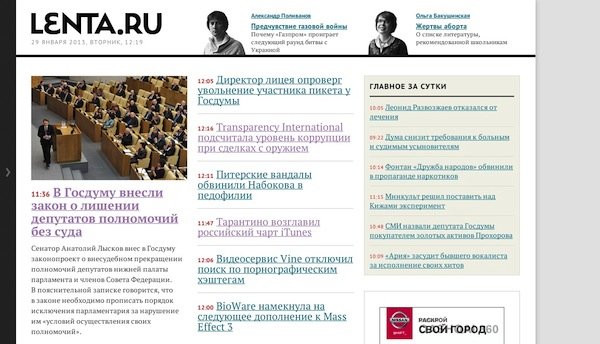 LENTA.RU
29 ЯНВАРЯ 2013, ВТОРНИК, 12:19
Александр Поливанов
Предчувствие газовой войны
Почему «Газпром» проиграет
следующий раунд битвы с
Украиной
Ольга Бакушинская
Жертвы аборта
О списке литературы,
рекомендованной школьникам
11:36 В Госдуму внесли
закон о лишении
депутатов полномочий
без суда
Сенатор Анатолий Лысков внес в Госдуму
законопроект о внесудебном прекращении
полномочий депутатов нижней палаты
парламента и членов Совета Федерации.
В пояснительной записке говорится, что
в законе необходимо прописать порядок
исключения парламентария за нарушение
им «условий осуществления своих
полномочий».
12:05 Директор лицея опроверг
увольнение участника пикета у
Госдумы
12:16 Transparency International
подсчитала уровень коррупции
при сделках с оружием
12:11 Питерские вандалы
обвинили Набокова в
педофилии
11:47 Тарантино возглавил
российский чарт iTunes
12:06 Видеосервис Vine отключил
поиск по порнографическим
хэштегам
12:00 BioWare намекнула на
следующее дополнение к Mass
Effect 3
ГЛАВНОЕ ЗА СУТКИ
10:05 Леонид Развозжаев отказался от
лечения
09:22 Дума снизит требования к больным
и судимым усыновителям
10:14 Фонтан «Дружба народов» обвинили
в пропаганде наркотиков
11:15 Минкульт решил поставить над
Кижами эксперимент
10:48 СМИ назвали депутата Госдумы
покупателем золотых активов Прохорова
10:09 «Ария» засудит бывшего вокалиста
за исполнение своих хитов
NISSAN
РАСКРОЙ
СВОЙ ГОРОД